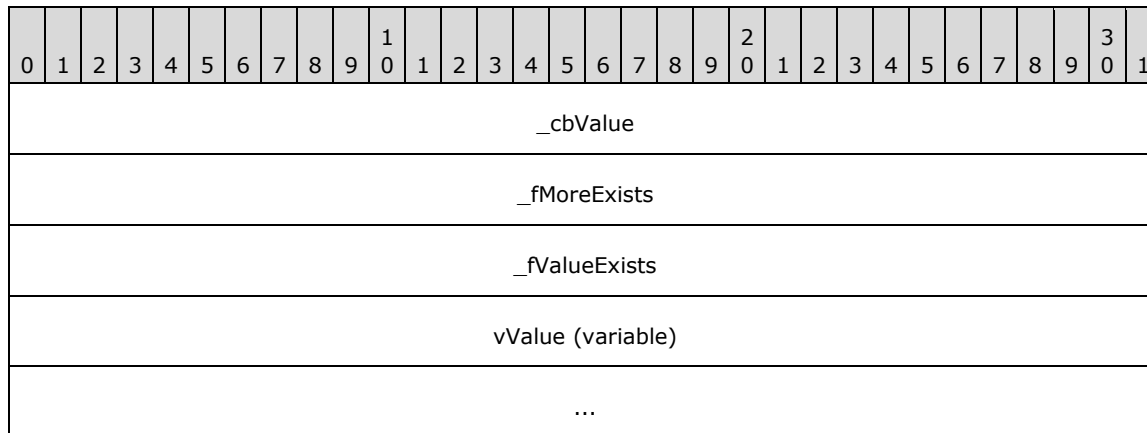 1 2 3
0 1 2 3 4 5 6 7 8 9 0 1 2 3 4 5 6 7 8 9 0 1 2 3 4 5 6 7 8 9 0 1
_cbValue
_fMoreExists
_fValueExists
vValue (variable)
...